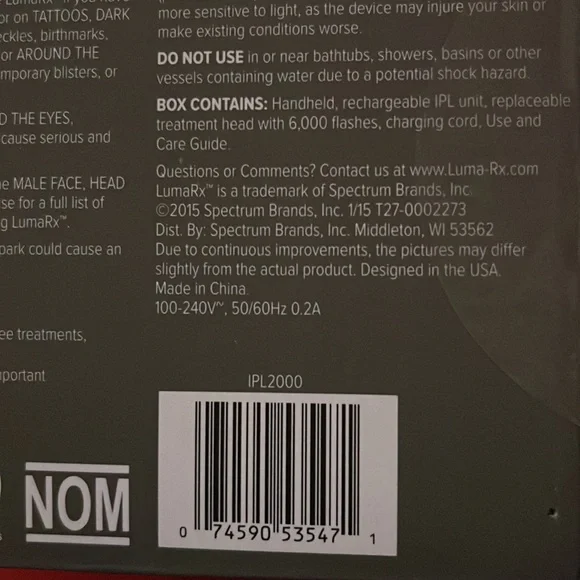 or on TATTOOS, DARK
eckles, birthmarks,
or AROUND THE
mporary blisters, or
D THE EYES,
cause serious and
e MALE FACE, HEAD
se for a full list of
g LumaRx™.
park could cause an
ee treatments,
portant
more sensitive to light, as the device may injure your skin or
make existing conditions worse.
DO NOT USE in or near bathtubs, showers, basins or other
vessels containing water due to a potential shock hazard.
BOX CONTAINS: Handheld, rechargeable IPL unit, replaceable
treatment head with 6,000 flashes, charging cord, Use and
Care Guide.
Questions or Comments? Contact us at www.Luma-Rx.com
LumaRx™ is a trademark of Spectrum Brands, Inc.
©2015 Spectrum Brands, Inc. 1/15 T27-0002273
Dist. By: Spectrum Brands, Inc. Middleton, WI 53562
Due to continuous improvements, the pictures may differ
slightly from the actual product. Designed in the USA.
Made in China.
100-240V~, 50/60Hz 0.2A
IPL2000
NOM
0 74590 53547 1